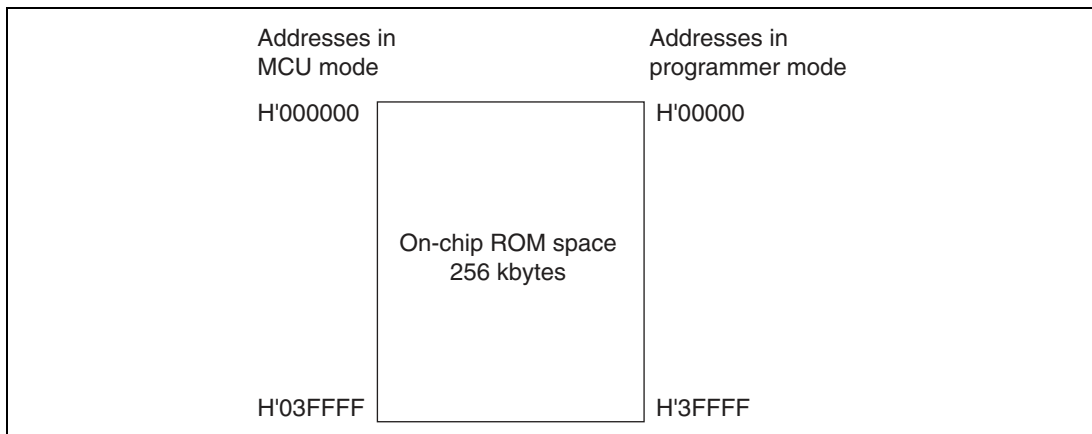 Addresses in
MCU mode
Addresses in
programmer mode
H'000000
H'00000
On-chip ROM space
256 kbytes
H'03FFFF
H'3FFFF